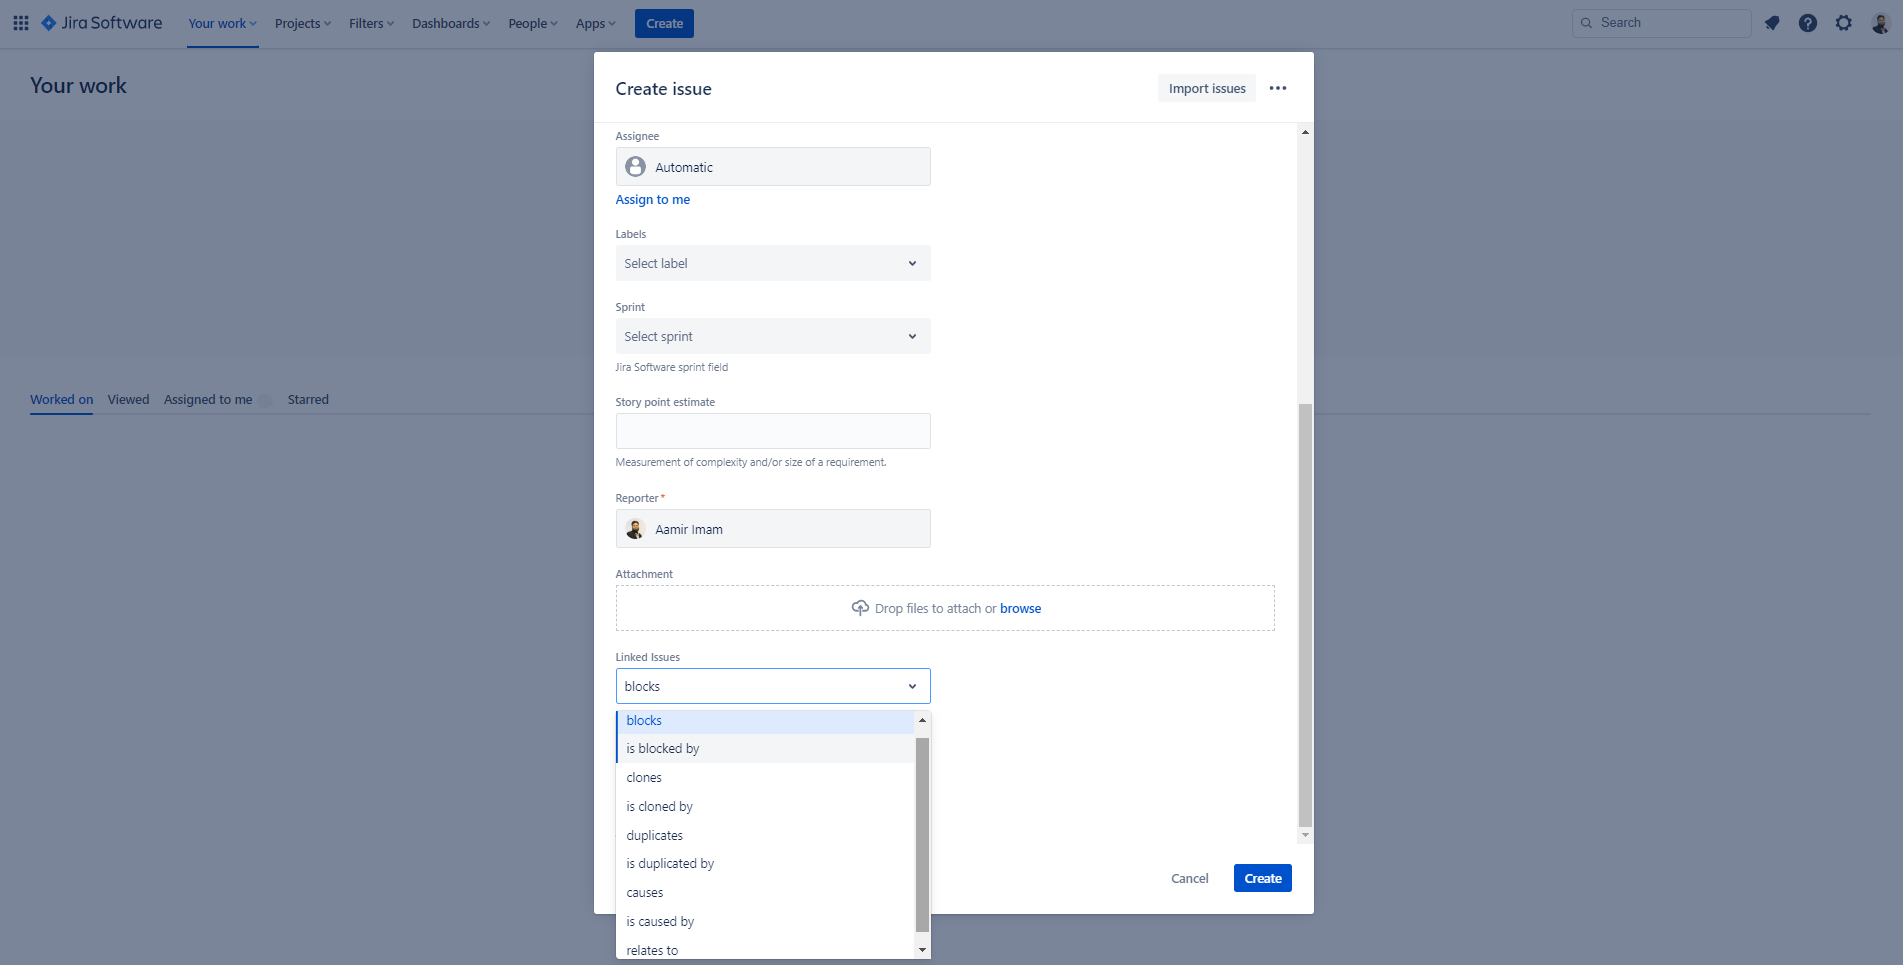 Jira Software Your work Projects Filters Dashboards People Apps Create Search
Your work
Create issue Import issues
Assignee
Automatic
Assign to me
Labels
Select label
Sprint
Select sprint
Jira Software sprint field
Worked on Viewed Assigned to me Starred
Story point estimate
Measurement of complexity and/or size of a requirement.
Reporter*
Aamir Imam
Attachment
Drop files to attach or browse
Linked Issues
blocks
blocks
is blocked by
clones
is cloned by
duplicates
is duplicated by
causes
is caused by
relates to
Cancel Create